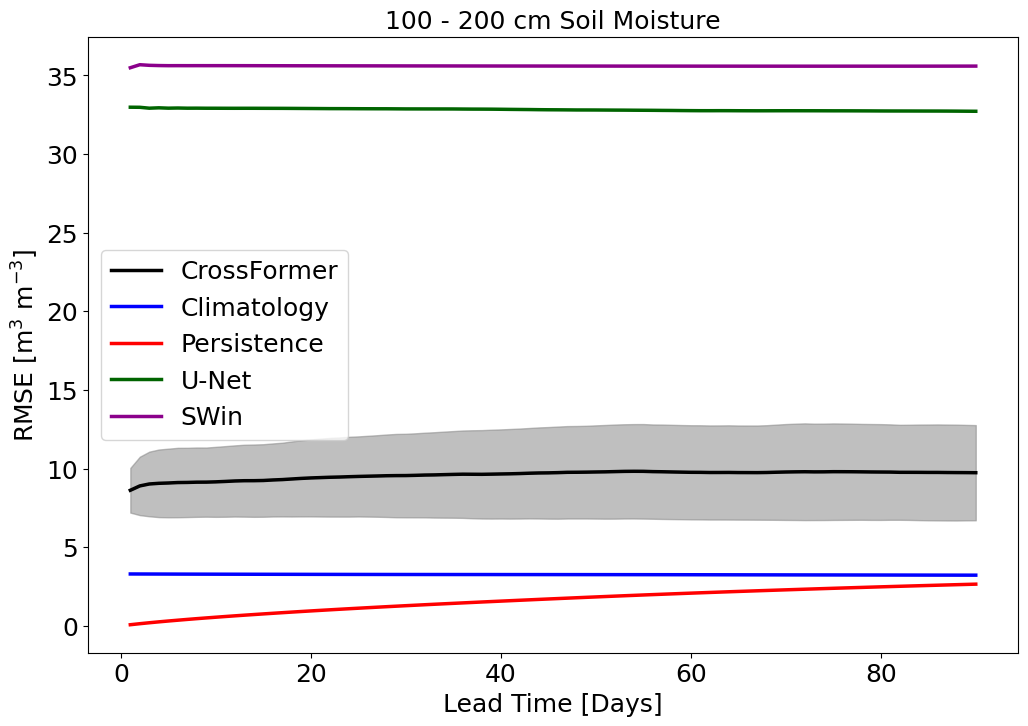 100 - 200 cm Soil Moisture
RMSE [m³ m⁻³]
35
30
25
20
15
10
5
0
CrossFormer
Climatology
Persistence
U-Net
SWin
0 20 40 60 80
Lead Time [Days]